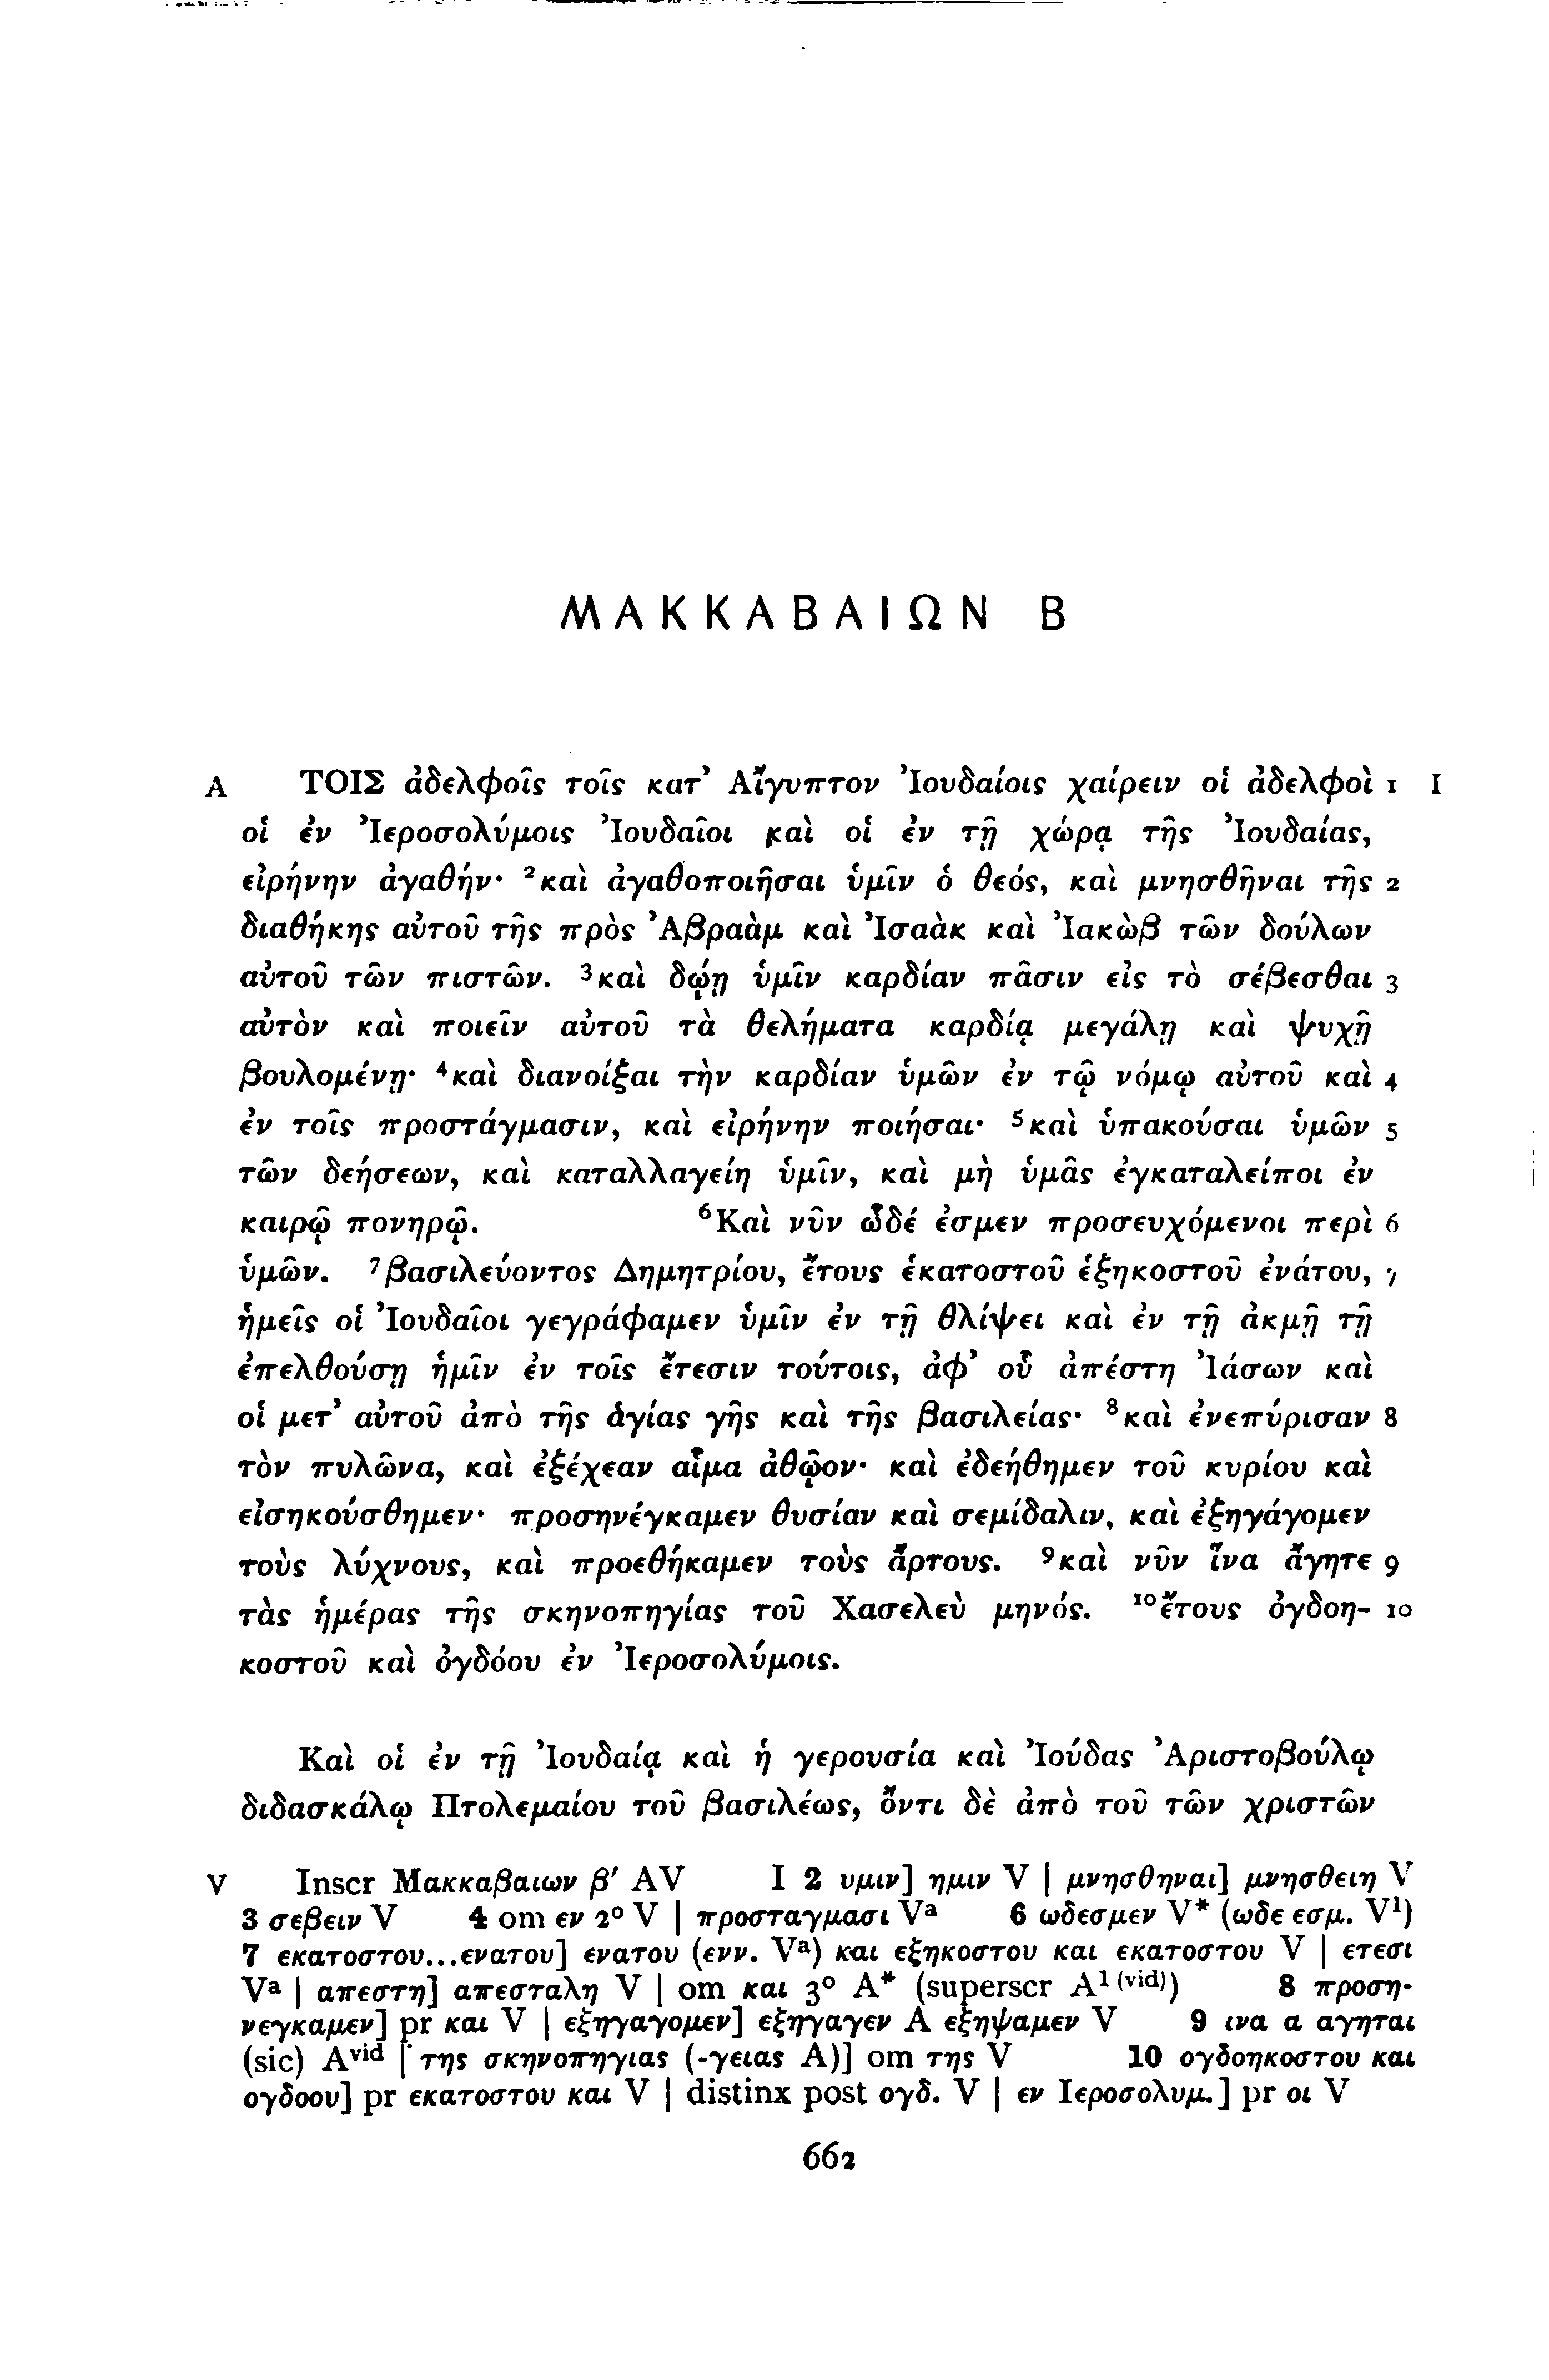 ΜΑΚΚΑΒΑΙΩΝ Β
A ΤΟΙΣ ἀδελφοῖς τοῖς κατ’ Αἴγυπτον Ἰουδαίοις χαίρειν οἱ ἀδελφοὶ 1 I
οἱ ἐν Ἰεροσολύμοις Ἰουδαῖοι καὶ οἱ ἐν τῇ χώρᾳ τῆς Ἰουδαίας,
εἰρήνην ἀγαθήν· ²καὶ ἀγαθοποιῆσαι ὑμῖν ὁ θεός, καὶ μνησθῆναι τῆς 2
διαθήκης αὐτοῦ τῆς πρὸς Ἀβραὰμ καὶ Ἰσαὰκ καὶ Ἰακὼβ τῶν δούλων
αὐτοῦ τῶν πιστῶν. ³καὶ δῴη ὑμῖν καρδίαν πᾶσιν εἰς τὸ σέβεσθαι 3
αὐτὸν καὶ ποιεῖν αὐτοῦ τὰ θελήματα καρδίᾳ μεγάλῃ καὶ ψυχῇ
βουλομένῃ· ⁴καὶ διανοίξαι τὴν καρδίαν ὑμῶν ἐν τῷ νόμῳ αὐτοῦ καὶ 4
ἐν τοῖς προστάγμασιν, καὶ εἰρήνην ποιήσαι· ⁵καὶ ὑπακούσαι ὑμῶν 5
τῶν δεήσεων, καὶ καταλλαγείη ὑμῖν, καὶ μὴ ὑμᾶς ἐγκαταλείποι ἐν
καιρῷ πονηρῷ. ⁶Καὶ νῦν ὧδέ ἐσμεν προσευχόμενοι περὶ 6
ὑμῶν. ⁷βασιλεύοντος Δημητρίου, ἔτους ἑκατοστοῦ ἑξηκοστοῦ ἐνάτου, 7
ἡμεῖς οἱ Ἰουδαῖοι γεγράφαμεν ὑμῖν ἐν τῇ θλίψει καὶ ἐν τῇ ἀκμῇ τῇ
ἐπελθούσῃ ἡμῖν ἐν τοῖς ἔτεσιν τούτοις, ἀφ’ οὗ ἀπέστη Ἰάσων καὶ
οἱ μετ’ αὐτοῦ ἀπὸ τῆς ἁγίας γῆς καὶ τῆς βασιλείας· ⁸καὶ ἐνεπύρισαν 8
τὸν πυλῶνα, καὶ ἐξέχεαν αἷμα ἀθῷον· καὶ ἐδεήθημεν τοῦ κυρίου καὶ
εἰσηκούσθημεν· προσηνέγκαμεν θυσίαν καὶ σεμίδαλιν, καὶ ἐξηγάγομεν
τοὺς λύχνους, καὶ προεθήκαμεν τοὺς ἄρτους. ⁹καὶ νῦν ἵνα ἄγητε 9
τὰς ἡμέρας τῆς σκηνοπηγίας τοῦ Χασελεὺ μηνός. ¹⁰ἔτους ὀγδοη- 10
κοστοῦ καὶ ὀγδόου ἐν Ἰεροσολύμοις.
Καὶ οἱ ἐν τῇ Ἰουδαίᾳ καὶ ἡ γερουσία καὶ Ἰούδας Ἀριστοβούλῳ
διδασκάλῳ Πτολεμαίου τοῦ βασιλέως, ὄντι δὲ ἀπὸ τοῦ τῶν χριστῶν
V Inscr Μακκαβαιων β′ AV I 2 υμιν] ημιν V | μνησθηναι] μνησθειη V
3 σεβειν V 4 om εν 2° V | προσταγμασι Vᵃ 6 ωδεσμεν V* (ωδε εσμ. V¹)
7 εκατοστου...ενατου] ενατου (ενν. Vᵃ) και εξηκοστου και εκατοστου V | ετεσι
Vᵃ | απεστη] απεσταλη V | om και 3° A* (superscr A¹⁽ᵛⁱᵈ⁾) 8 προση-
νεγκαμεν] pr και V | εξηγαγομεν] εξηγαγεν A εξηψαμεν V 9 ινα α αγηται
(sic) Aᵛⁱᵈ | της σκηνοπηγιας (-γειας A)] om της V 10 ογδοηκοστου και
ογδοου] pr εκατοστου και V | distinx post ογδ. V | εν Ιεροσολυμ.] pr οι V
662